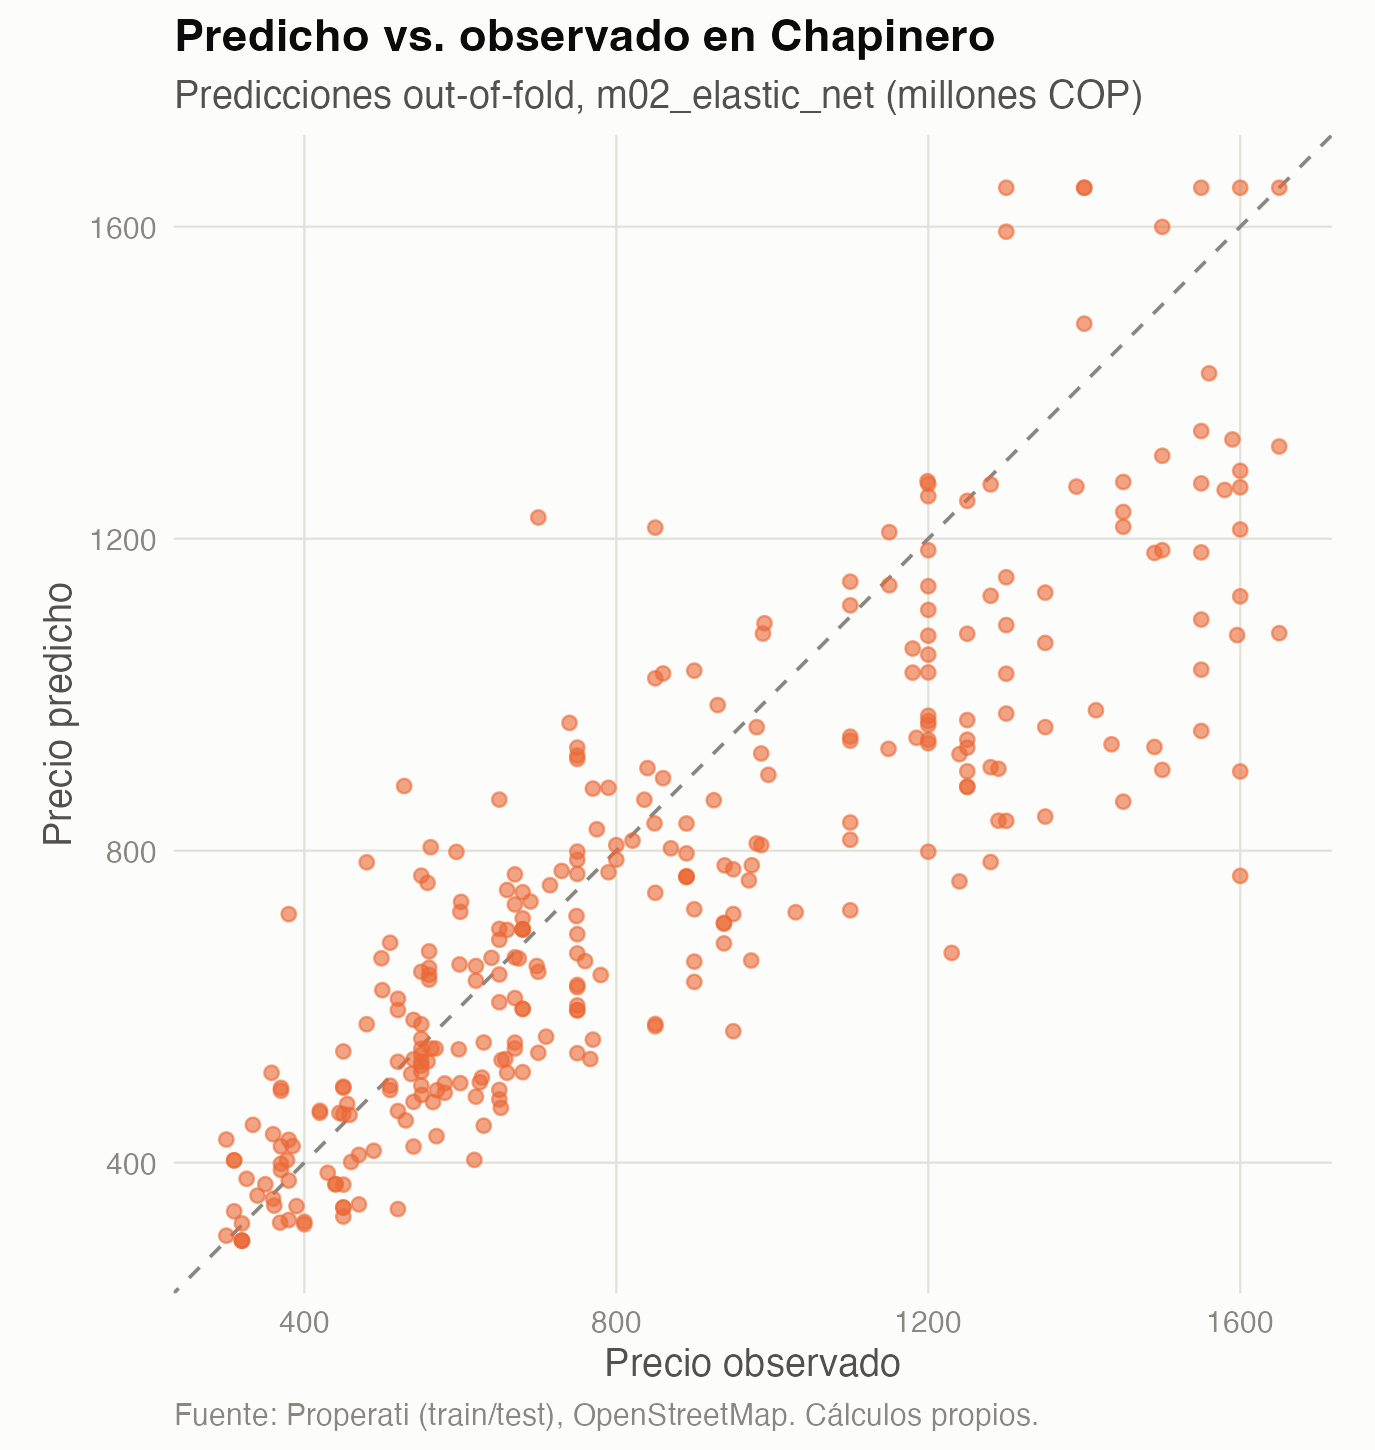 Predicho vs. observado en Chapinero
Predicciones out-of-fold, m02_elastic_net (millones COP)
1600
1200
800
400
Precio predicho
400 800 1200 1600
Precio observado
Fuente: Properati (train/test), OpenStreetMap. Cálculos propios.